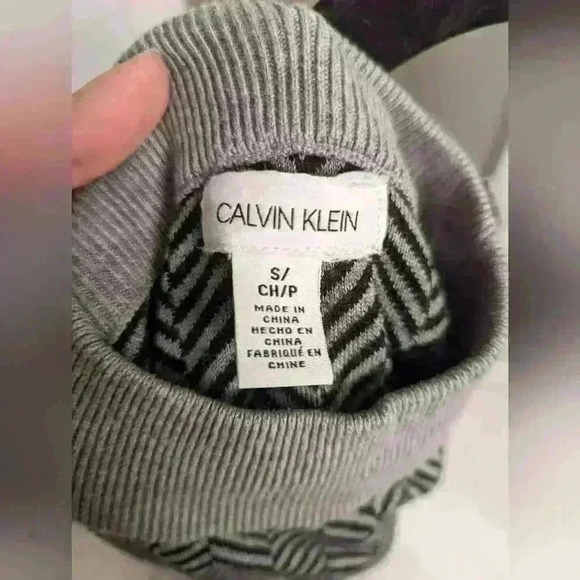 CALVIN KLEIN
S/
CH/P
MADE IN
CHINA
HECHO EN
CHINA
FABRIQUÉ EN
CHINE